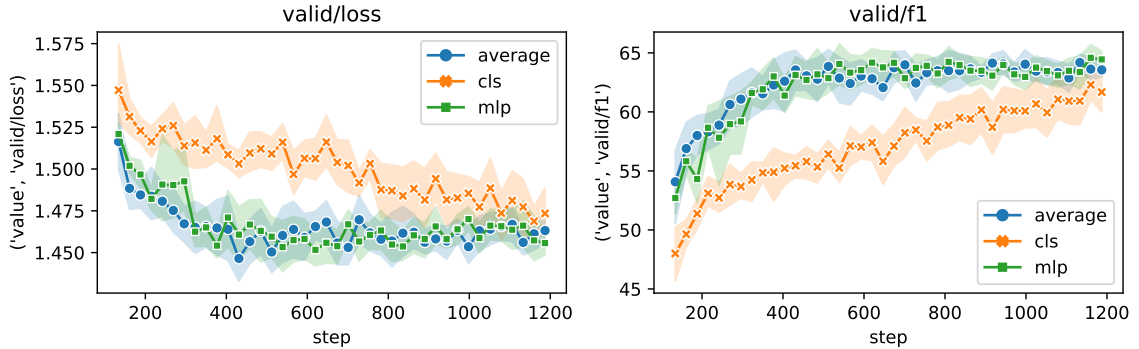 valid/loss
('value', 'valid/loss')
1.575
1.550
1.525
1.500
1.475
1.450
200
400
600
800
1000
1200
step
average
cls
mlp
valid/f1
('value', 'valid/f1')
65
60
55
50
45
200
400
600
800
1000
1200
step
average
cls
mlp